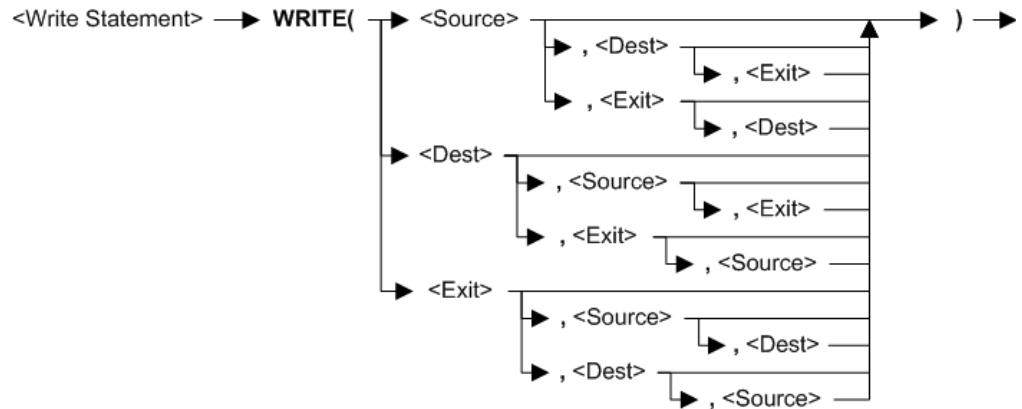 <Write Statement> WRITE( <Source> )
, <Dest>
, <Exit>
, <Exit>
, <Dest>
<Dest>
, <Source>
, <Exit>
, <Exit>
, <Source>
<Exit>
, <Source>
, <Dest>
, <Dest>
, <Source>